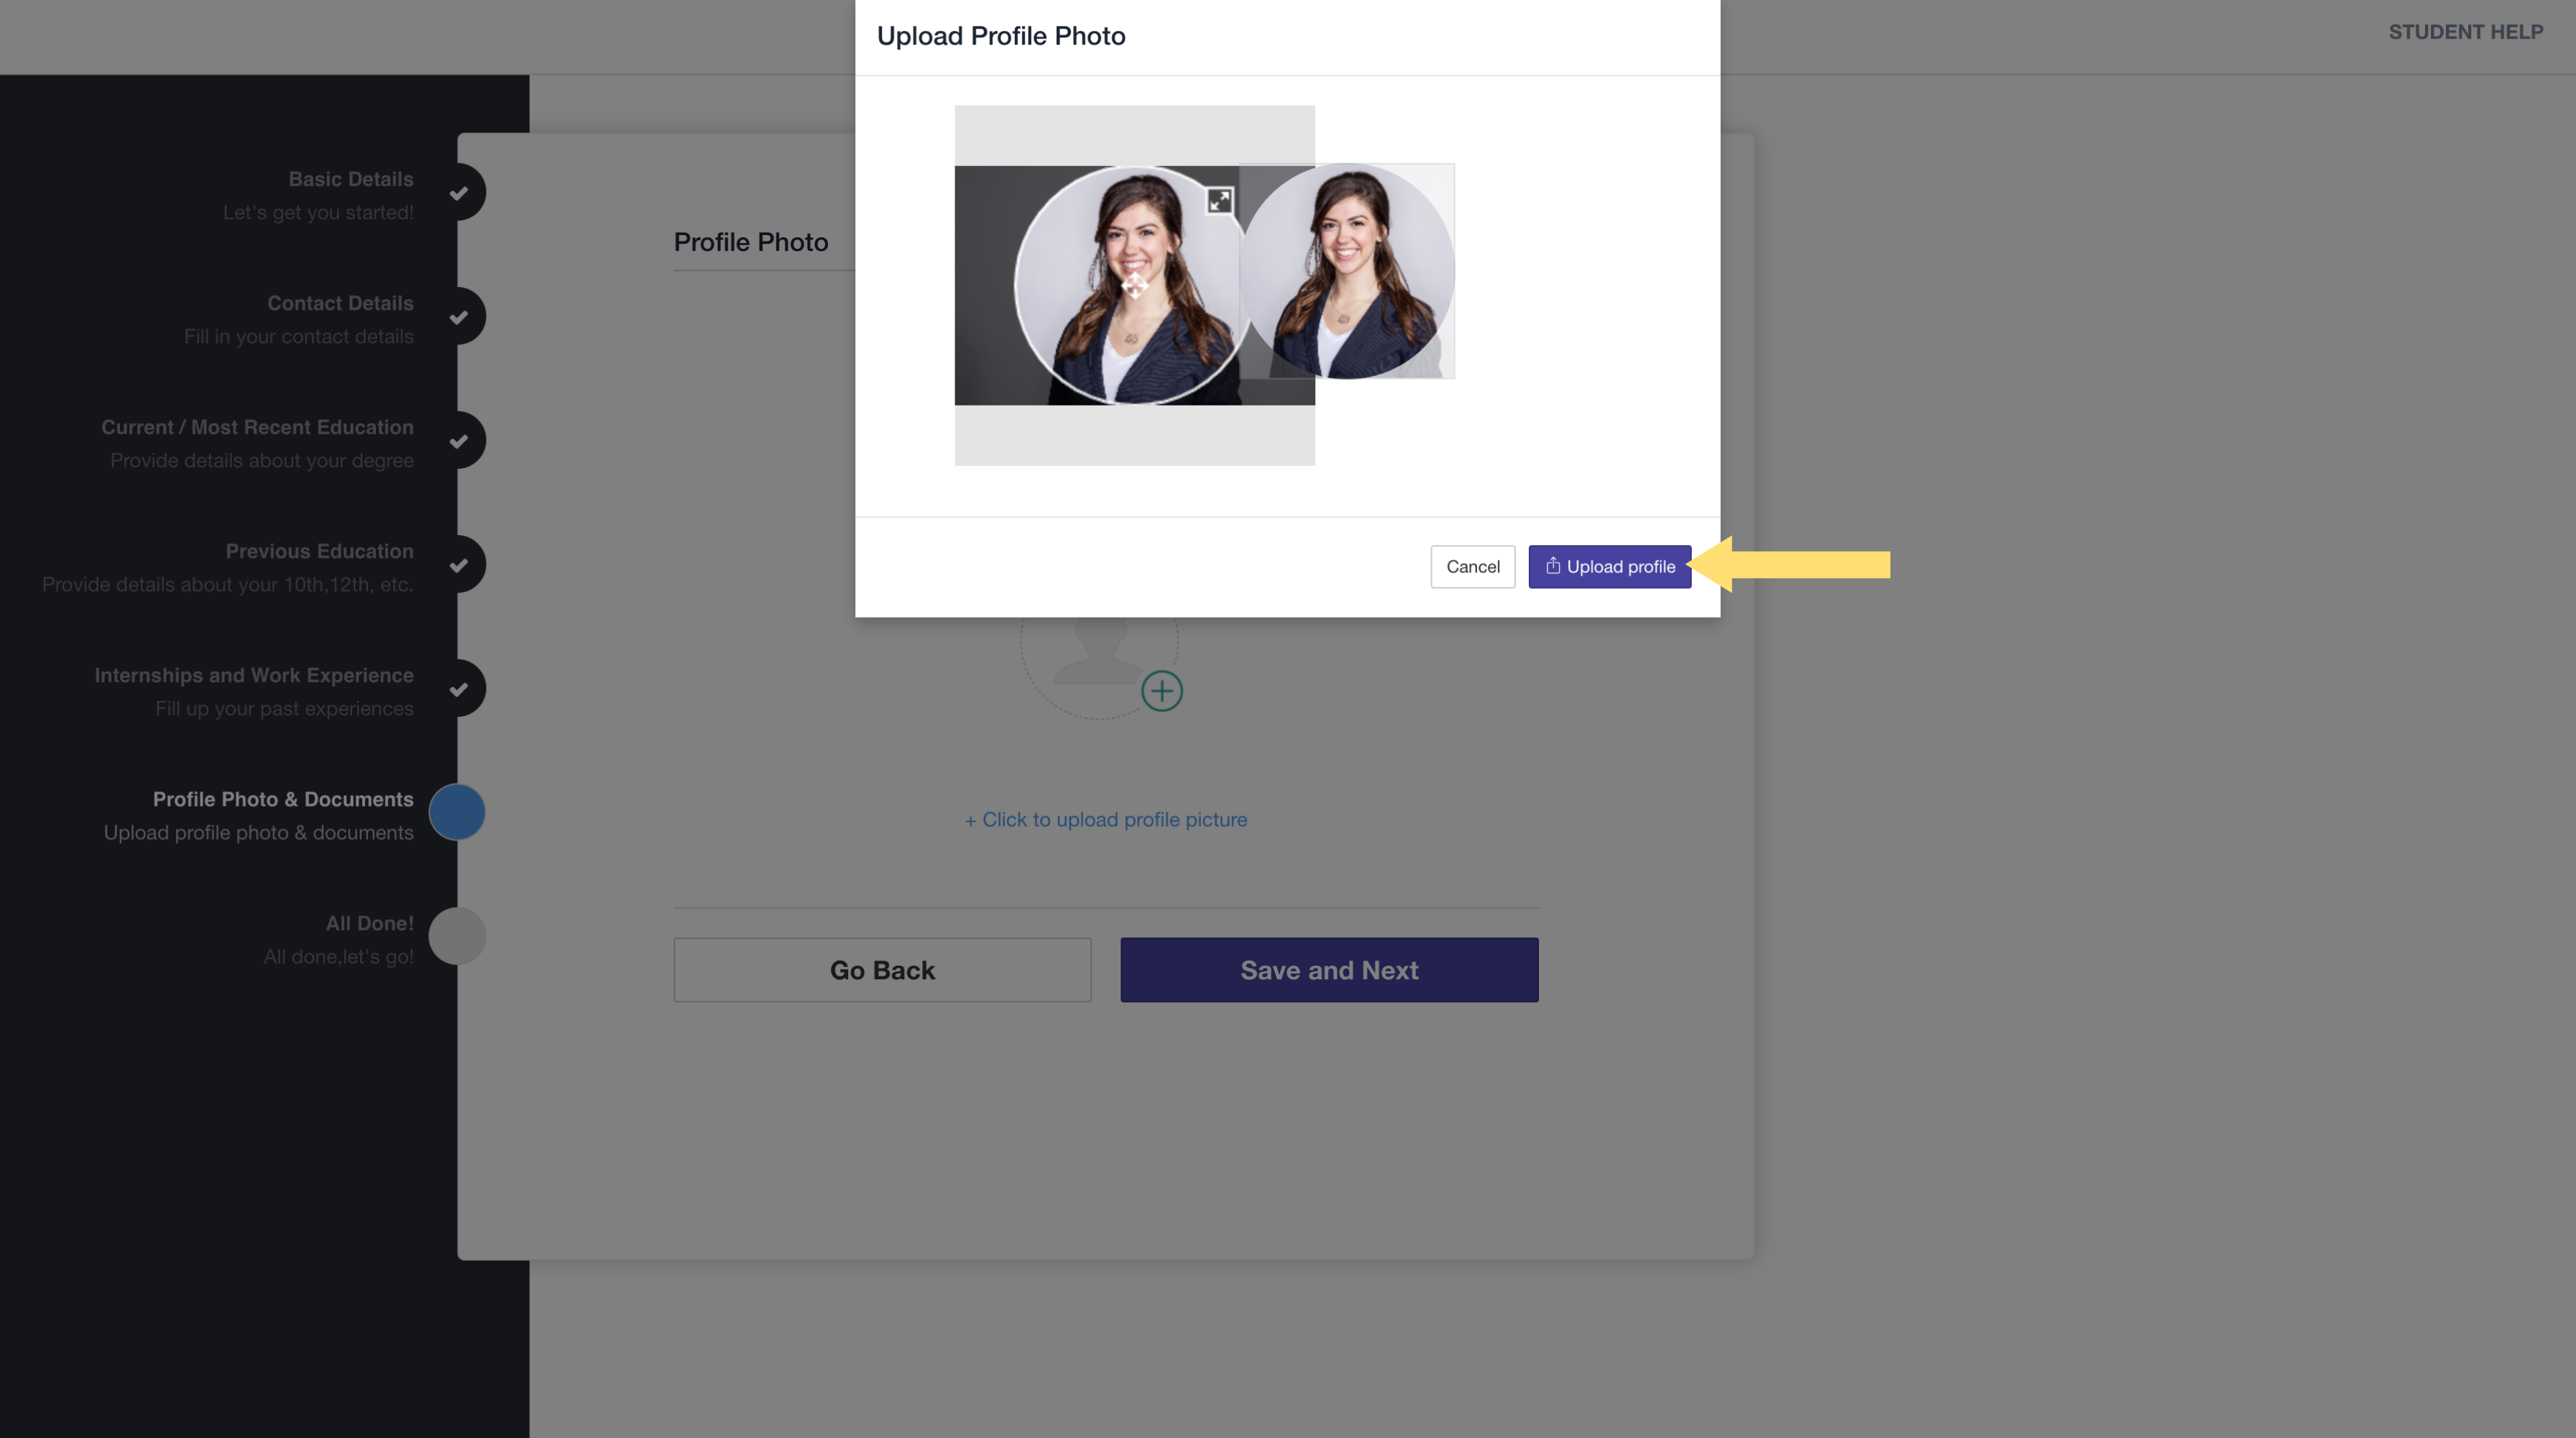 Upload Profile Photo
STUDENT HELP
Basic Details
Let's get you started!
Contact Details
Fill in your contact details
Current / Most Recent Education
Provide details about your degree
Previous Education
Provide details about your 10th,12th, etc.
Internships and Work Experience
Fill up your past experiences
Profile Photo & Documents
Upload profile photo & documents
All Done!
All done,let's go!
Profile Photo
Cancel
Upload profile
+ Click to upload profile picture
Go Back
Save and Next